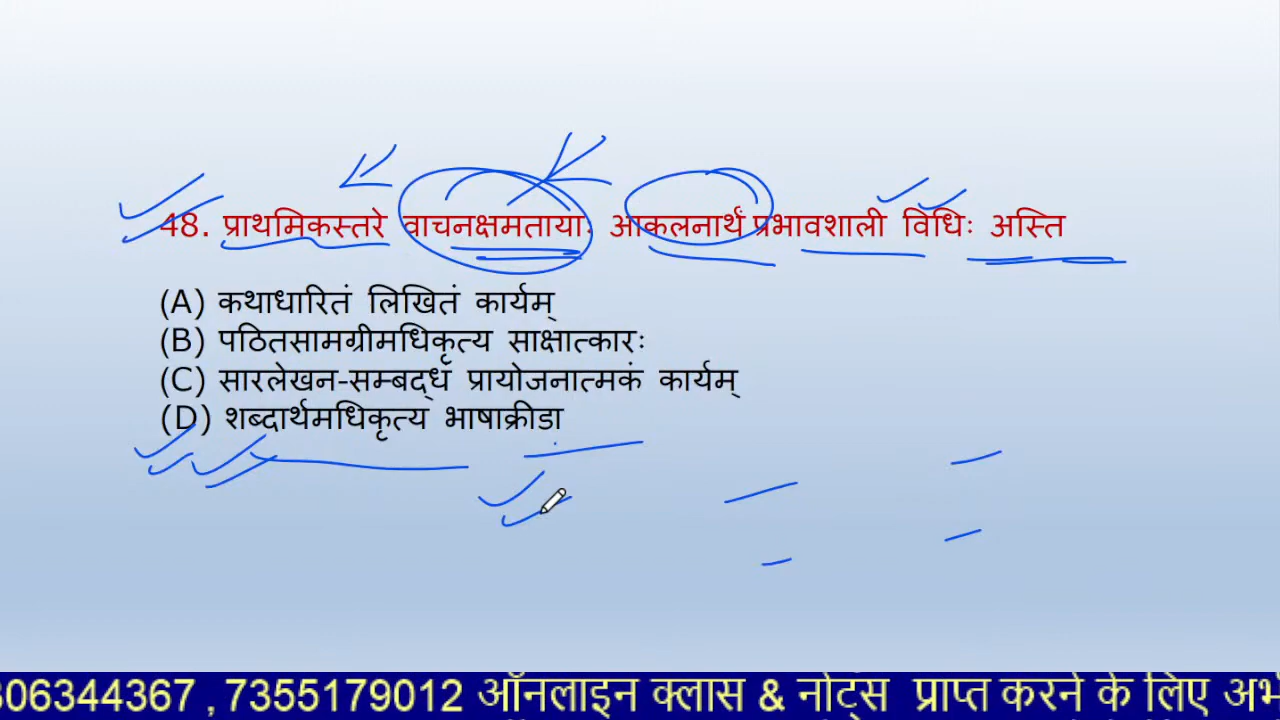 48. प्राथमिकस्तरे वाचनक्षमतायाः आकलनार्थं प्रभावशाली विधिः अस्ति
(A) कथाधारितं लिखितं कार्यम्
(B) पठितसामग्रीमधिकृत्य साक्षात्कारः
(C) सारलेखन-सम्बद्धं प्रायोजनात्मकं कार्यम्
(D) शब्दार्थमधिकृत्य भाषाक्रीडा
306344367 , 7355179012 ऑनलाइन क्लास & नोट्स प्राप्त करने के लिए अभी